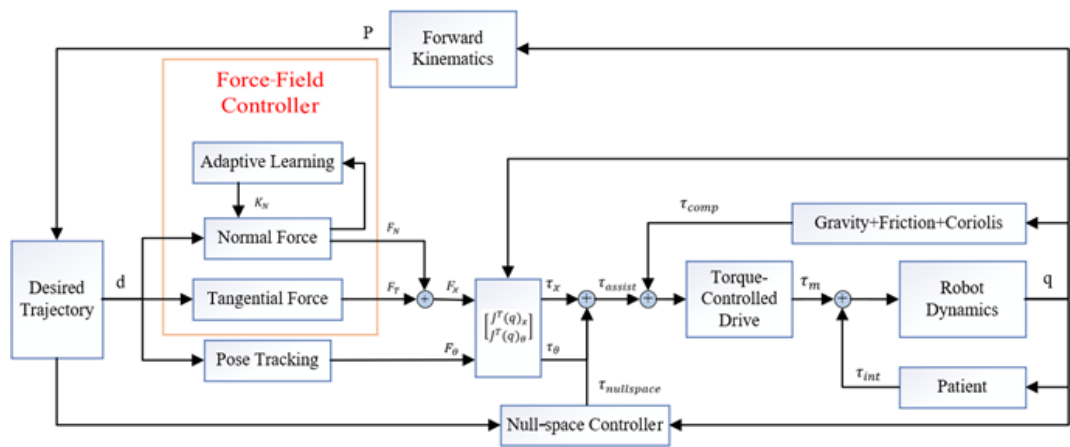 P
Forward
Kinematics
Force-Field
Controller
Adaptive Learning
K_N
τ_comp
Gravity+Friction+Coriolis
Normal Force
F_N
Desired
Trajectory
d
Tangential Force
F_T
F_x
[J^T(q)_x]
[J^T(q)_θ]
τ_x
τ_assist
Torque-
Controlled
Drive
τ_m
Robot
Dynamics
q
Pose Tracking
F_θ
τ_θ
τ_nullspace
τ_int
Patient
Null-space Controller